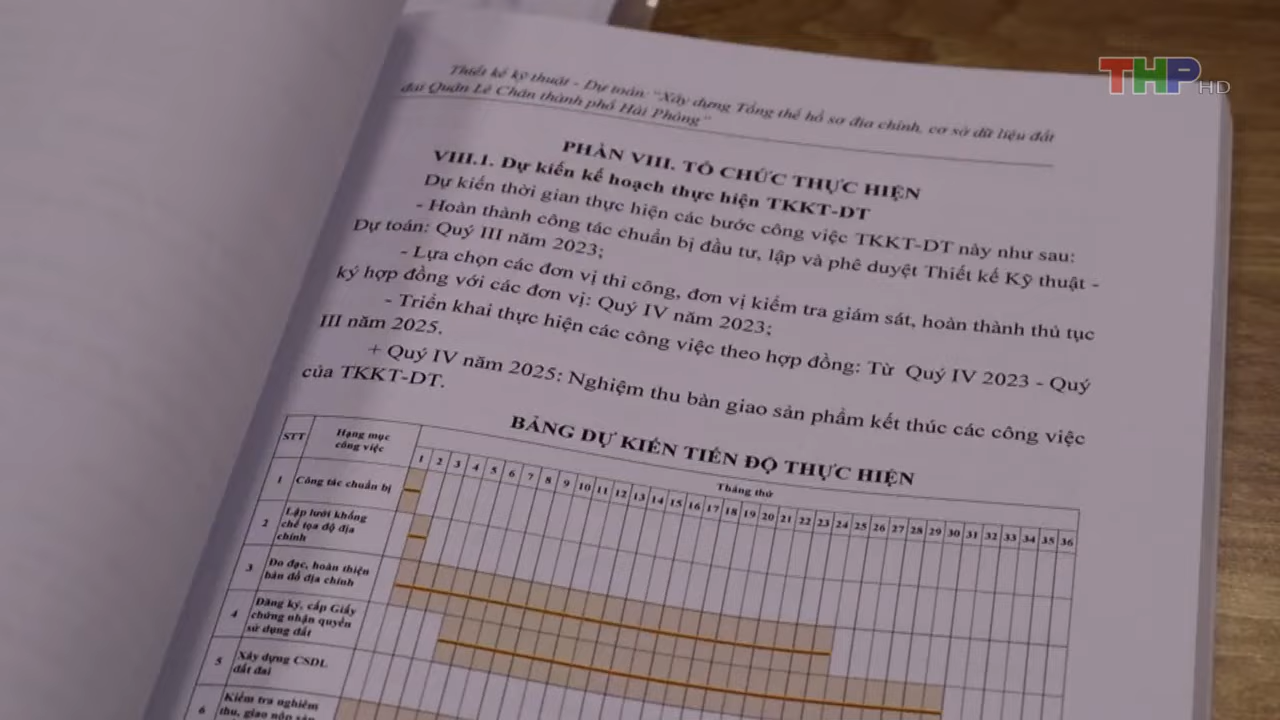 THP HD
Thiết kế kỹ thuật - Dự toán: "Xây dựng Tổng thể hồ sơ địa chính, cơ sở dữ liệu đất
đai Quận Lê Chân thành phố Hải Phòng"
PHẦN VIII. TỔ CHỨC THỰC HIỆN
VIII.1. Dự kiến kế hoạch thực hiện TKKT-DT
Dự kiến thời gian thực hiện các bước công việc TKKT-DT này như sau:
- Hoàn thành công tác chuẩn bị đầu tư, lập và phê duyệt Thiết kế Kỹ thuật -
Dự toán: Quý III năm 2023;
- Lựa chọn các đơn vị thi công, đơn vị kiểm tra giám sát, hoàn thành thủ tục
ký hợp đồng với các đơn vị: Quý IV năm 2023;
- Triển khai thực hiện các công việc theo hợp đồng: Từ Quý IV 2023 - Quý
III năm 2025.
+ Quý IV năm 2025: Nghiệm thu bàn giao sản phẩm kết thúc các công việc
của TKKT-DT.
BẢNG DỰ KIẾN TIẾN ĐỘ THỰC HIỆN
STT
Hạng mục
công việc
Tháng thứ
1 2 3 4 5 6 7 8 9 10 11 12 13 14 15 16 17 18 19 20 21 22 23 24 25 26 27 28 29 30 31 32 33 34 35 36
1 Công tác chuẩn bị
2
Lập lưới khống
chế tọa độ địa
chính
3
Đo đạc, hoàn thiện
bản đồ địa chính
4
Đăng ký, cấp Giấy
chứng nhận quyền
sử dụng đất
5
Xây dựng CSDL
đất đai
6
Kiểm tra nghiệm
thu, giao nộp sản